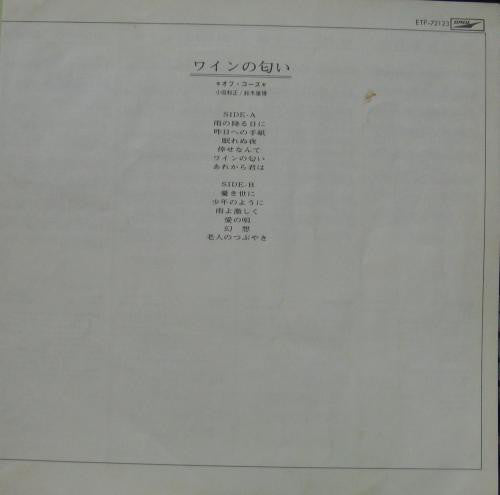 ETP-72123
ワインの匂い
*オフ・コース*
小田和正/鈴木康博
SIDE-A
雨の降る日に
昨日への手紙
眠れぬ夜
倖せなんて
ワインの匂い
あれから君は
SIDE-B
憂き世に
少年のように
雨よ激しく
愛の唄
幻想
老人のつぶやき